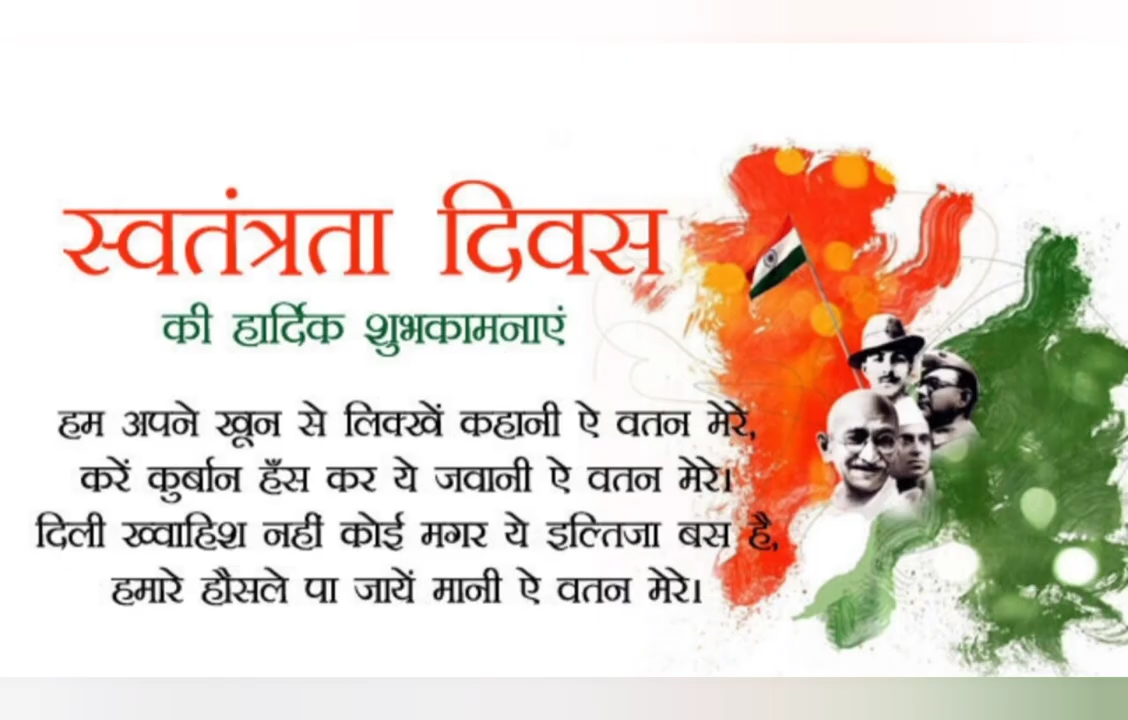 स्वतंत्रता दिवस
की हार्दिक शुभकामनाएं
हम अपने खून से लिक्खें कहानी ऐ वतन मेरे,
करें कुर्बान हँस कर ये जवानी ऐ वतन मेरे।
दिली ख्वाहिश नहीं कोई मगर ये इल्तिजा बस है,
हमारे हौसले पा जायें मानी ऐ वतन मेरे।